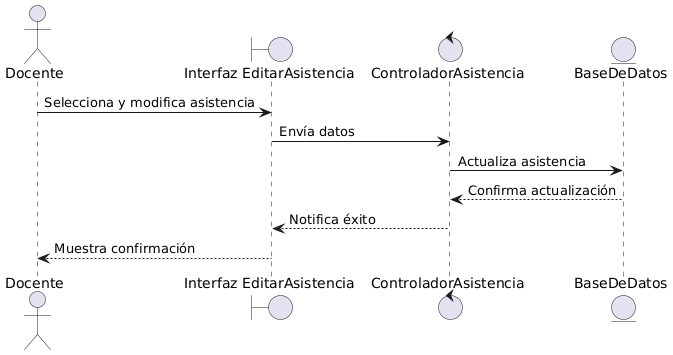 Docente
Interfaz EditarAsistencia
ControladorAsistencia
BaseDeDatos
Selecciona y modifica asistencia
Envía datos
Actualiza asistencia
Confirma actualización
Notifica éxito
Muestra confirmación
Docente
Interfaz EditarAsistencia
ControladorAsistencia
BaseDeDatos